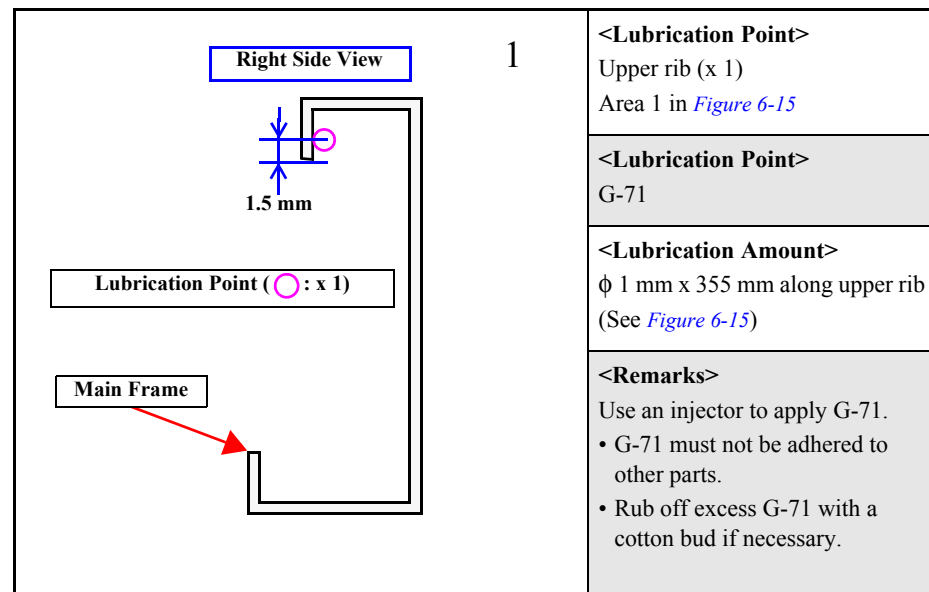 Right Side View
1
1.5 mm
Lubrication Point ( : x 1)
Main Frame
<Lubrication Point>
Upper rib (x 1)
Area 1 in Figure 6-15
<Lubrication Point>
G-71
<Lubrication Amount>
ϕ 1 mm x 355 mm along upper rib
(See Figure 6-15)
<Remarks>
Use an injector to apply G-71.
• G-71 must not be adhered to
other parts.
• Rub off excess G-71 with a
cotton bud if necessary.